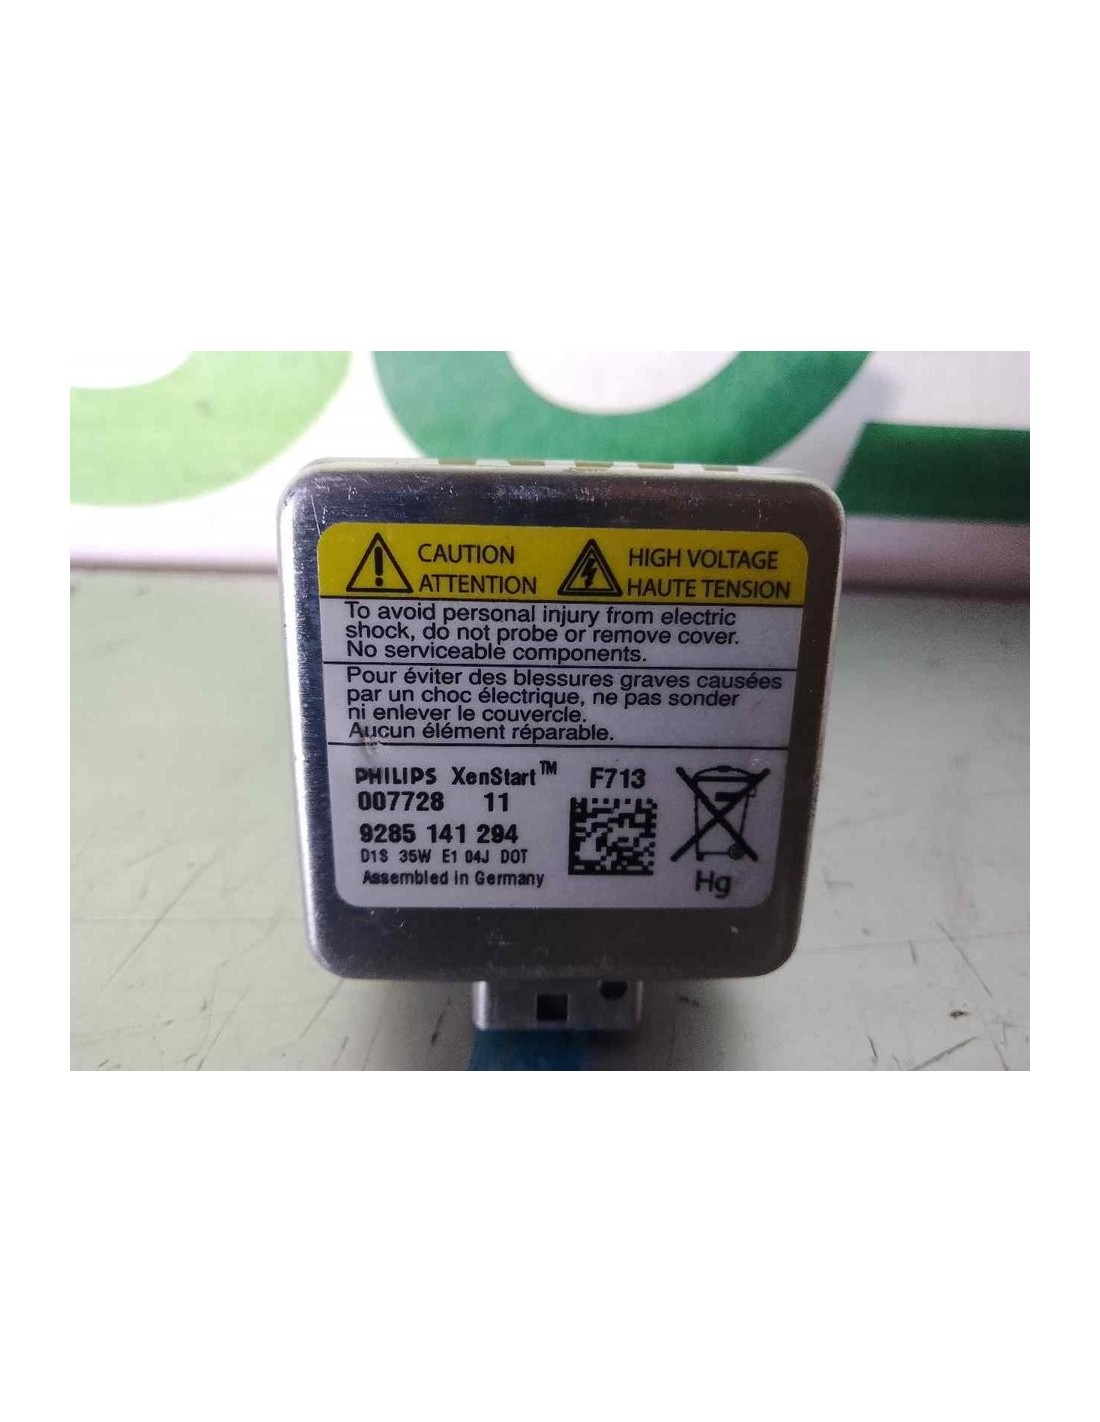 CAUTION
ATTENTION
HIGH VOLTAGE
HAUTE TENSION
To avoid personal injury from electric
shock, do not probe or remove cover.
No serviceable components.
Pour éviter des blessures graves causées
par un choc électrique, ne pas sonder
ni enlever le couvercle.
Aucun élément réparable.
PHILIPS XenStart™ F713
007728 11
9285 141 294
D1S 35W E1 04J DOT
Assembled in Germany
Hg